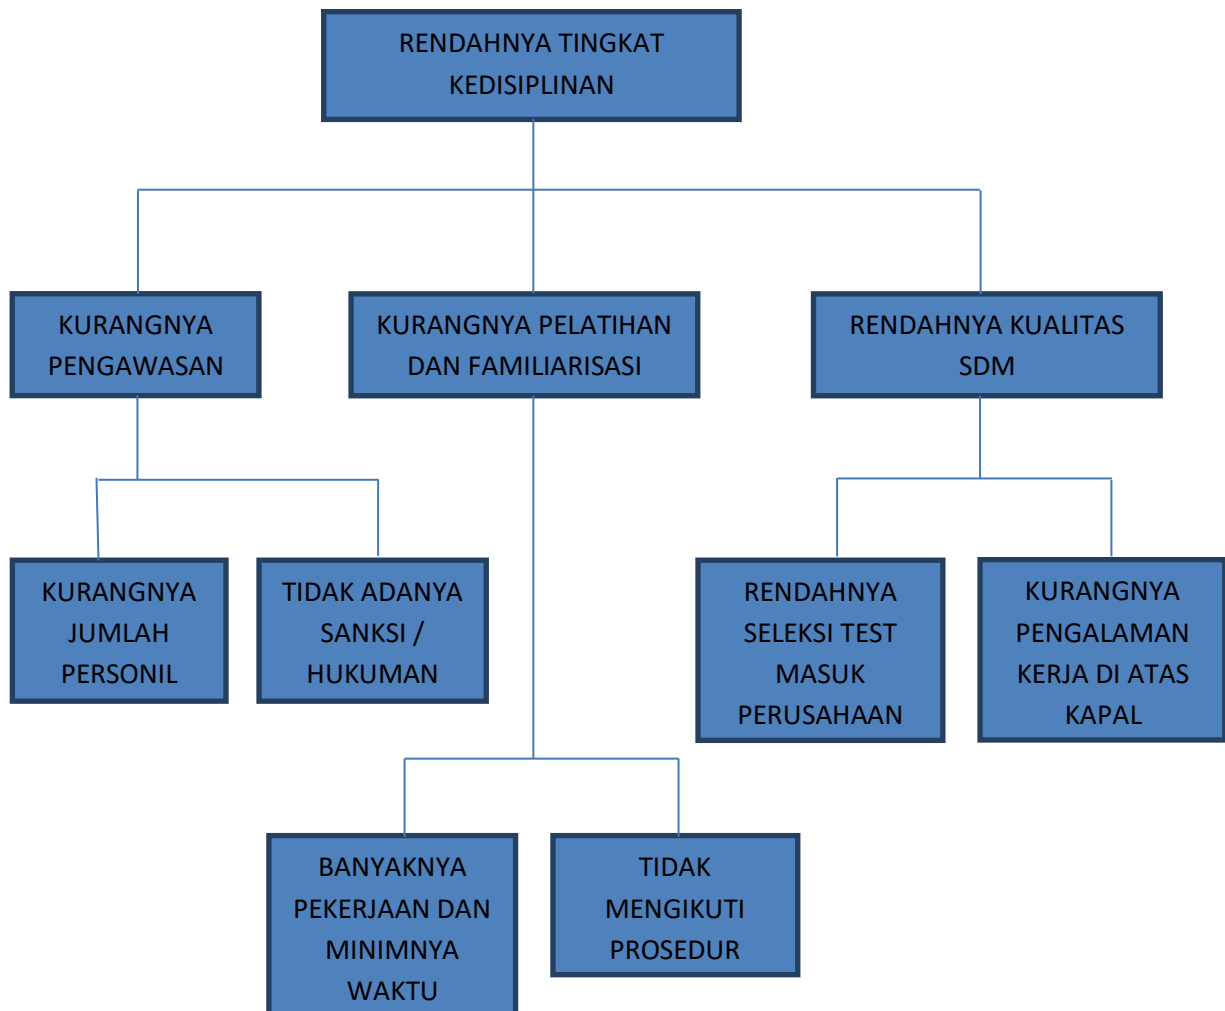 RENDAHNYA TINGKAT
KEDISIPLINAN
KURANGNYA
PENGAWASAN
KURANGNYA PELATIHAN
DAN FAMILIARISASI
RENDAHNYA KUALITAS
SDM
KURANGNYA
JUMLAH
PERSONIL
TIDAK ADANYA
SANKSI /
HUKUMAN
RENDAHNYA
SELEKSI TEST
MASUK
PERUSAHAAN
KURANGNYA
PENGALAMAN
KERJA DI ATAS
KAPAL
BANYAKNYA
PEKERJAAN DAN
MINIMNYA
WAKTU
TIDAK
MENGIKUTI
PROSEDUR